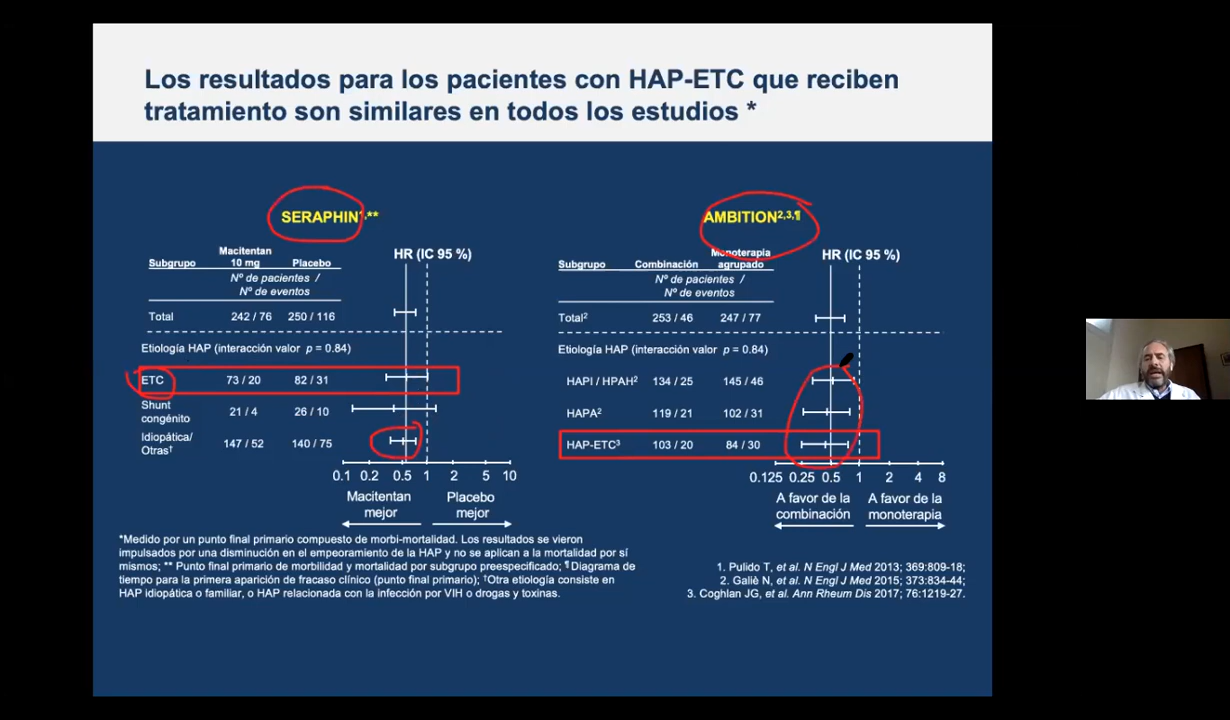 Los resultados para los pacientes con HAP-ETC que reciben
tratamiento son similares en todos los estudios *
SERAPHIN¹,**
Subgrupo Macitentan 10 mg Placebo HR (IC 95 %)
Nº de pacientes /
Nº de eventos
Total 242 / 76 250 / 116
Etiología HAP (interacción valor p = 0.84)
ETC 73 / 20 82 / 31
Shunt congénito 21 / 4 26 / 10
Idiopática/ Otras† 147 / 52 140 / 75
0.1 0.2 0.5 1 2 5 10
Macitentan mejor
Placebo mejor
AMBITION²,³,¶
Subgrupo Combinación Monoterapia agrupado HR (IC 95 %)
Nº de pacientes /
Nº de eventos
Total² 253 / 46 247 / 77
Etiología HAP (interacción valor p = 0.84)
HAPI / HPAH² 134 / 25 145 / 46
HAPA² 119 / 21 102 / 31
HAP-ETC³ 103 / 20 84 / 30
0.125 0.25 0.5 1 2 4 8
A favor de la combinación
A favor de la monoterapia
*Medido por un punto final primario compuesto de morbi-mortalidad. Los resultados se vieron
impulsados por una disminución en el empeoramiento de la HAP y no se aplican a la mortalidad por sí
mismos; ** Punto final primario de morbilidad y mortalidad por subgrupo preespecificado; ¶ Diagrama de
tiempo para la primera aparición de fracaso clínico (punto final primario); †Otra etiología consiste en
HAP idiopática o familiar, o HAP relacionada con la infección por VIH o drogas y toxinas.
1. Pulido T, et al. N Engl J Med 2013; 369:809-18;
2. Galiè N, et al. N Engl J Med 2015; 373:834-44;
3. Coghlan JG, et al. Ann Rheum Dis 2017; 76:1219-27.